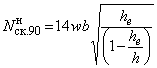 N^н_ск.90 = 14wb√(h_e/(1 − h_e/h))